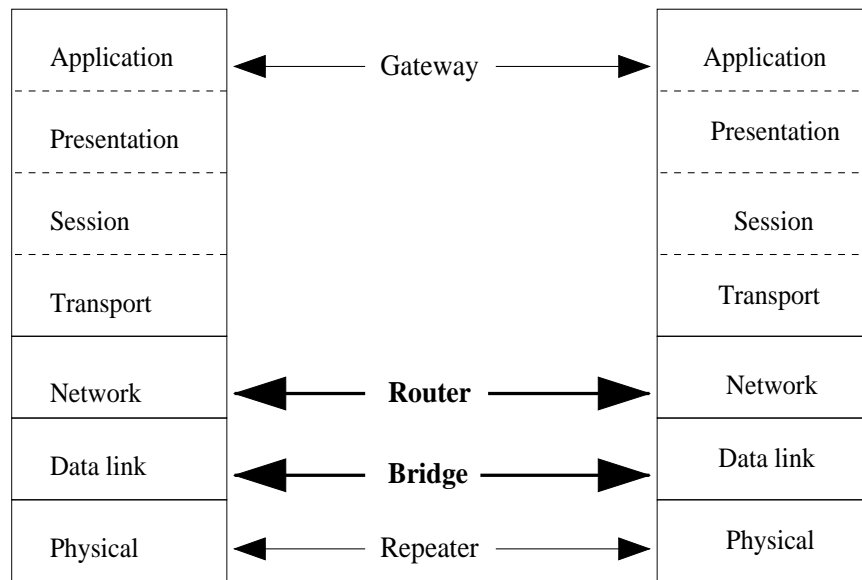 Application Gateway Application
Presentation Presentation
Session Session
Transport Transport
Network Router Network
Data link Bridge Data link
Physical Repeater Physical